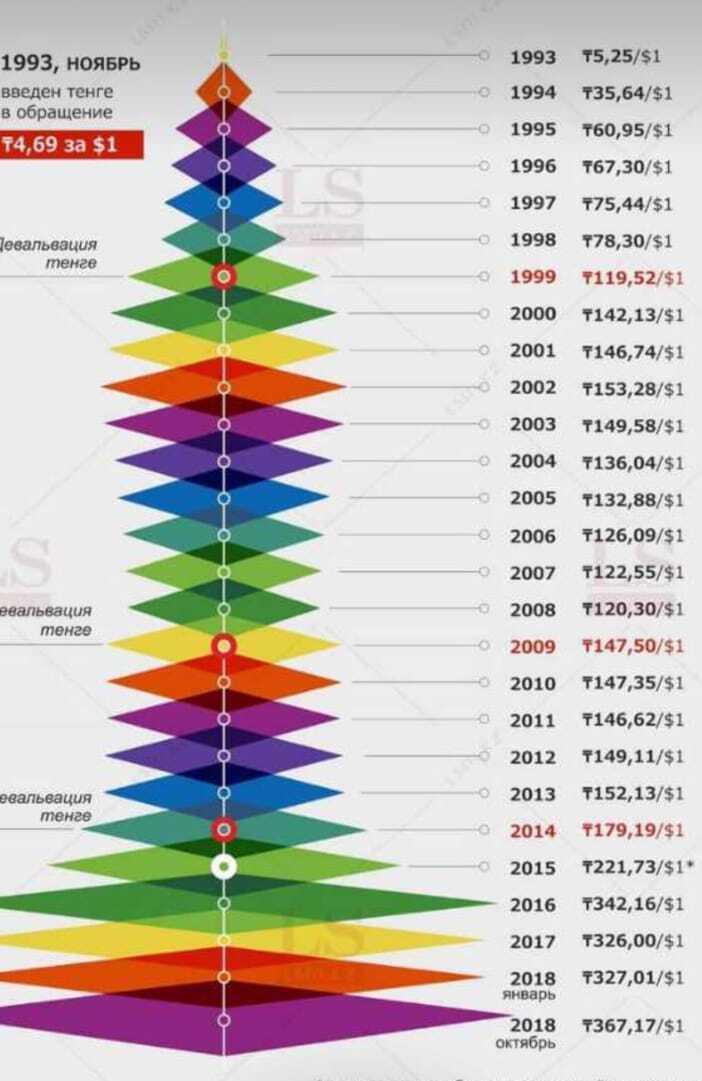 1993, НОЯБРЬ
введен тенге
в обращение
₸4,69 за $1
1993 ₸5,25/$1
1994 ₸35,64/$1
1995 ₸60,95/$1
1996 ₸67,30/$1
LS
1997 ₸75,44/$1
1998 ₸78,30/$1
Девальвация
тенге
1999 ₸119,52/$1
2000 ₸142,13/$1
2001 ₸146,74/$1
2002 ₸153,28/$1
2003 ₸149,58/$1
2004 ₸136,04/$1
2005 ₸132,88/$1
2006 ₸126,09/$1
LS
LS
2007 ₸122,55/$1
2008 ₸120,30/$1
евальвация
тенге
2009 ₸147,50/$1
2010 ₸147,35/$1
2011 ₸146,62/$1
2012 ₸149,11/$1
2013 ₸152,13/$1
евальвация
тенге
2014 ₸179,19/$1
2015 ₸221,73/$1*
2016 ₸342,16/$1
LS
2017 ₸326,00/$1
2018 ₸327,01/$1
январь
2018 ₸367,17/$1
октябрь